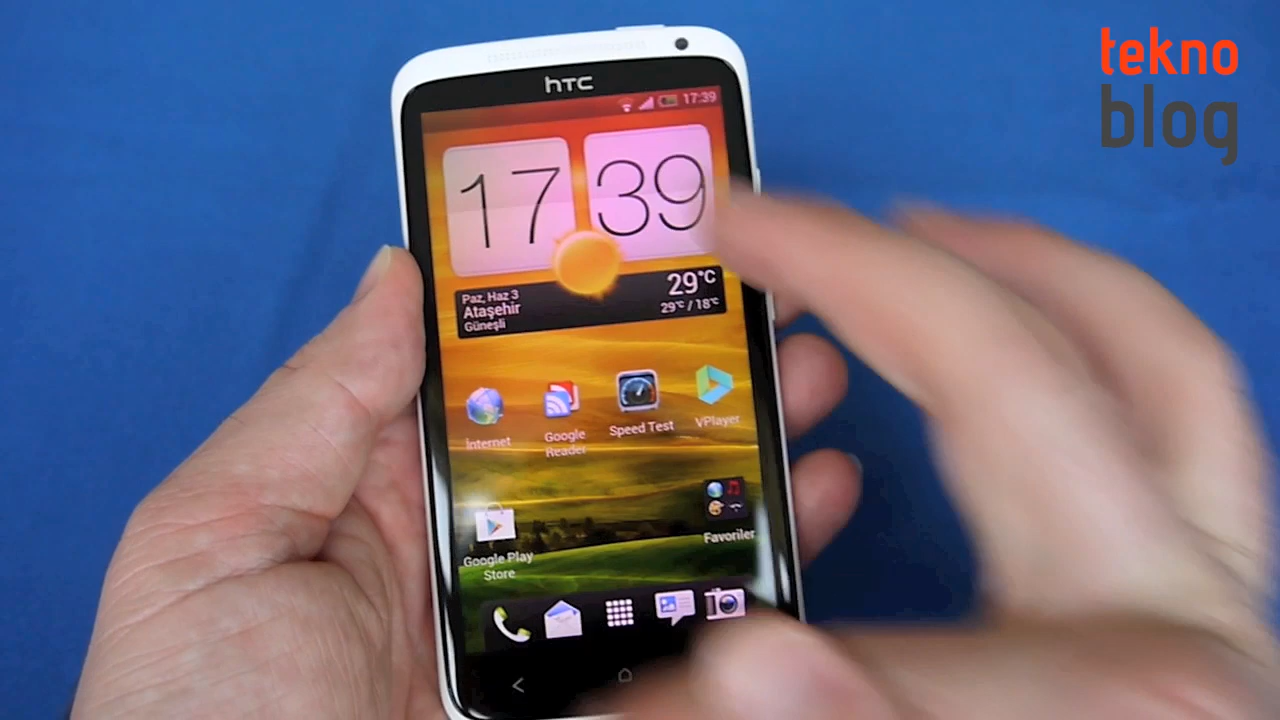 tekno
blog
hTC
17:39
17 39
Paz, Haz 3
Ataşehir
Güneşli
29°C
29°C / 18°C
İnternet
Google
Reader
Speed Test
VPlayer
Google Play
Store
Favoriler